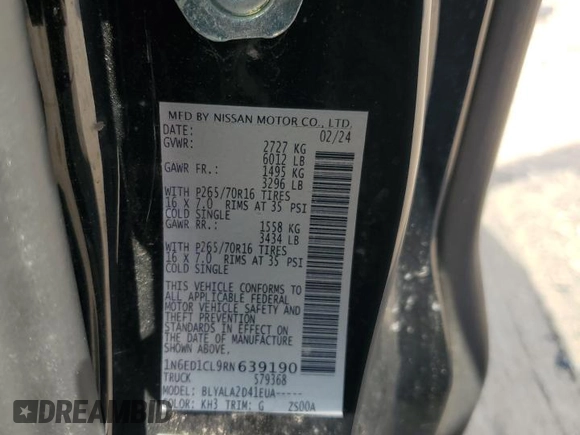 MFD BY NISSAN MOTOR CO., LTD.
DATE: 02/24
GVWR: 2727 KG
6012 LB
GAWR FR.: 1495 KG
3296 LB
WITH P265/70R16 TIRES
16 X 7.0 RIMS AT 35 PSI
COLD SINGLE
GAWR RR.: 1558 KG
3434 LB
WITH P265/70R16 TIRES
16 X 7.0 RIMS AT 35 PSI
COLD SINGLE
THIS VEHICLE CONFORMS TO
ALL APPLICABLE FEDERAL
MOTOR VEHICLE SAFETY AND
THEFT PREVENTION
STANDARDS IN EFFECT ON
THE DATE OF MANUFACTURE
SHOWN ABOVE.
1N6ED1CL9RN639190
TRUCK 579368
MODEL: BLYALA2D41EUA-----
COLOR: KH3 TRIM: G 2S00A
DREAMBID